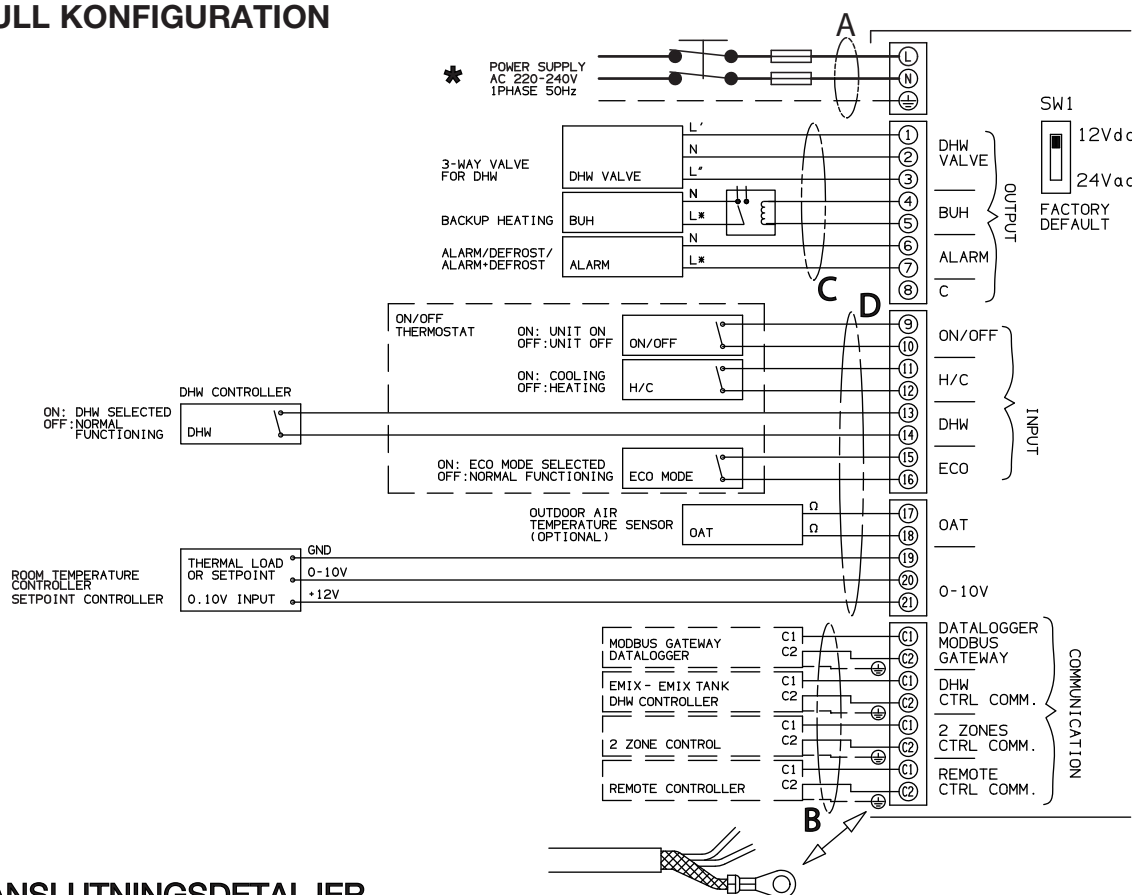 ULL KONFIGURATION
A
* POWER SUPPLY
AC 220-240V
1PHASE 50Hz
L
N
SW1
12Vdc
24Vac
FACTORY
DEFAULT
3-WAY VALVE
FOR DHW
DHW VALVE
L'
N
L"
1
2
3
DHW
VALVE
BACKUP HEATING
BUH
N
L*
4
5
BUH
ALARM/DEFROST/
ALARM+DEFROST
ALARM
N
L*
6
7
ALARM
8
C
OUTPUT
C
D
ON/OFF
THERMOSTAT
ON: UNIT ON
OFF:UNIT OFF
ON/OFF
9
10
ON/OFF
ON: COOLING
OFF:HEATING
H/C
11
12
H/C
DHW CONTROLLER
ON: DHW SELECTED
OFF:NORMAL
FUNCTIONING
DHW
13
14
DHW
ON: ECO MODE SELECTED
OFF:NORMAL FUNCTIONING
ECO MODE
15
16
ECO
INPUT
OUTDOOR AIR
TEMPERATURE SENSOR
(OPTIONAL)
OAT
Ω
Ω
17
18
OAT
ROOM TEMPERATURE
CONTROLLER
SETPOINT CONTROLLER
THERMAL LOAD
OR SETPOINT
0.10V INPUT
GND
0-10V
+12V
19
20
21
0-10V
MODBUS GATEWAY
DATALOGGER
C1
C2
C1
C2
DATALOGGER
MODBUS
GATEWAY
EMIX- EMIX TANK
DHW CONTROLLER
C1
C2
C1
C2
DHW
CTRL COMM.
2 ZONE CONTROL
C1
C2
C1
C2
2 ZONES
CTRL COMM.
REMOTE CONTROLLER
C1
C2
C1
C2
REMOTE
CTRL COMM.
COMMUNICATION
B
ANSLUTNINGSDETALJER